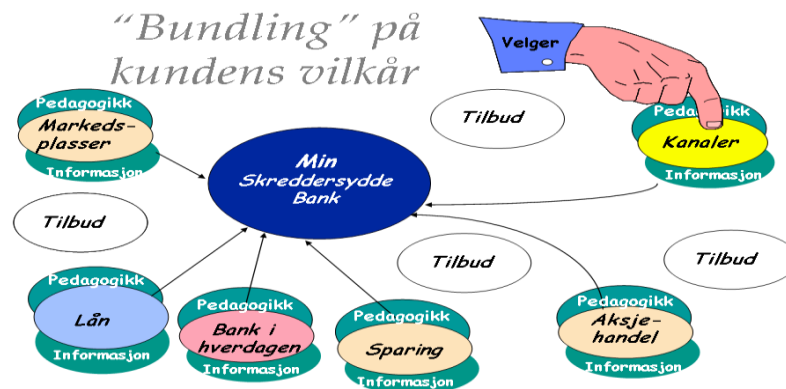 “Bundling” på
kundens vilkår
Velger
Pedagogikk
Markeds-
plasser
Informasjon
Tilbud
Pedagogikk
Kanaler
Informasjon
Min
Skreddersydde
Bank
Tilbud
Tilbud
Tilbud
Pedagogikk
Lån
Informasjon
Pedagogikk
Bank i
hverdagen
Informasjon
Pedagogikk
Sparing
Informasjon
Pedagogikk
Aksje-
handel
Informasjon